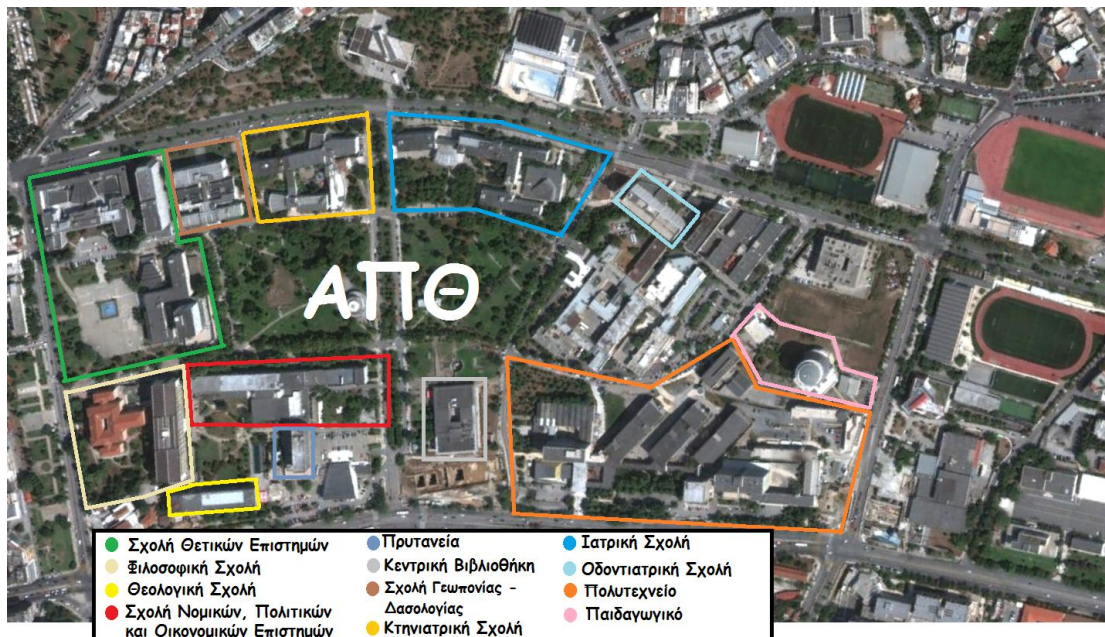 ΑΠΘ
Σχολή Θετικών Επιστημών
Φιλοσοφική Σχολή
Θεολογική Σχολή
Σχολή Νομικών, Πολιτικών
και Οικονομικών Επιστημών
Πρυτανεία
Κεντρική Βιβλιοθήκη
Σχολή Γεωπονίας -
Δασολογίας
Κτηνιατρική Σχολή
Ιατρική Σχολή
Οδοντιατρική Σχολή
Πολυτεχνείο
Παιδαγωγικό